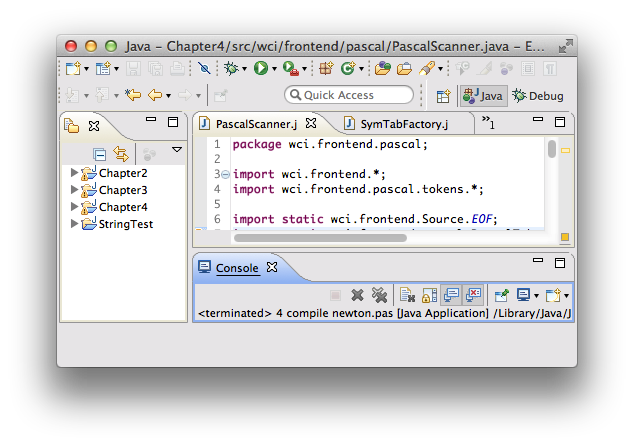 Java – Chapter4/src/wci/frontend/pascal/PascalScanner.java – E...
Quick Access
Java
Debug
Chapter2
Chapter3
Chapter4
StringTest
PascalScanner.j
SymTabFactory.j
»1
1 package wci.frontend.pascal;
2
3 import wci.frontend.*;
4 import wci.frontend.pascal.tokens.*;
5
6 import static wci.frontend.Source.EOF;
Console
<terminated> 4 compile newton.pas [Java Application] /Library/Java/J